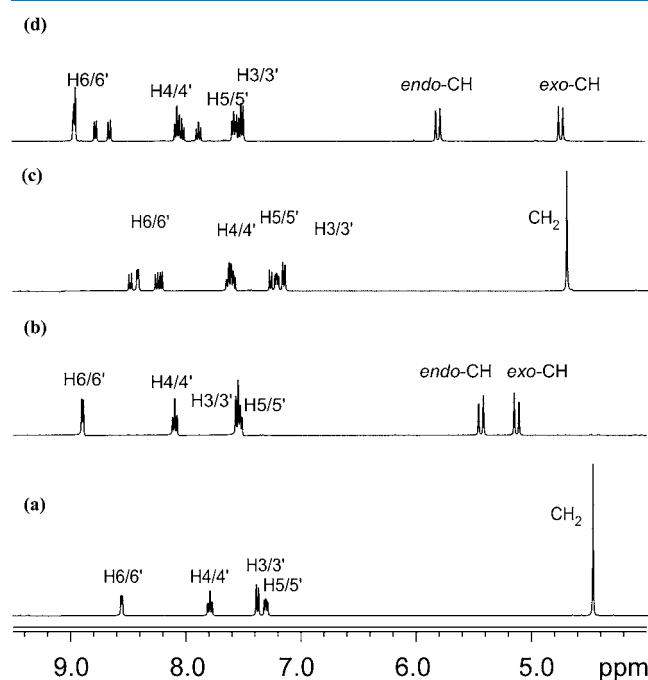 (d)
H6/6' H4/4' H5/5' H3/3' endo-CH exo-CH
(c)
H6/6' H4/4' H5/5' H3/3' CH2
(b)
H6/6' H4/4' H3/3' H5/5' endo-CH exo-CH
(a)
H6/6' H4/4' H3/3' H5/5' CH2
9.0 8.0 7.0 6.0 5.0 ppm